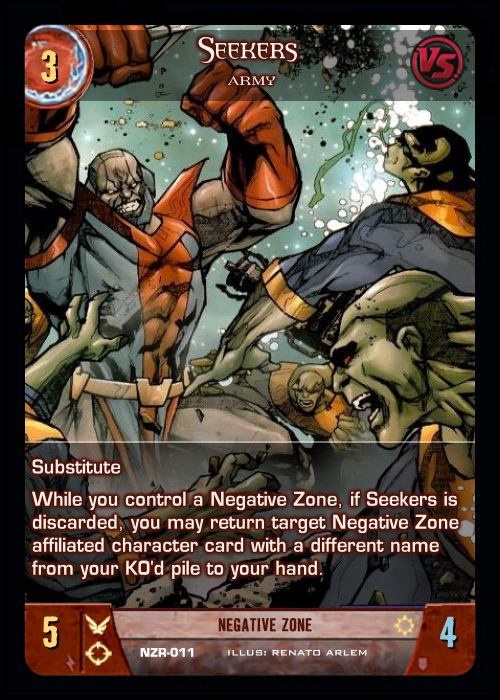 3
Seekers
VS
ARMY
Substitute
While you control a Negative Zone, if Seekers is
discarded, you may return target Negative Zone
affiliated character card with a different name
from your KO'd pile to your hand.
5
NEGATIVE ZONE
4
NZR-011 ILLUS: RENATO ARLEM